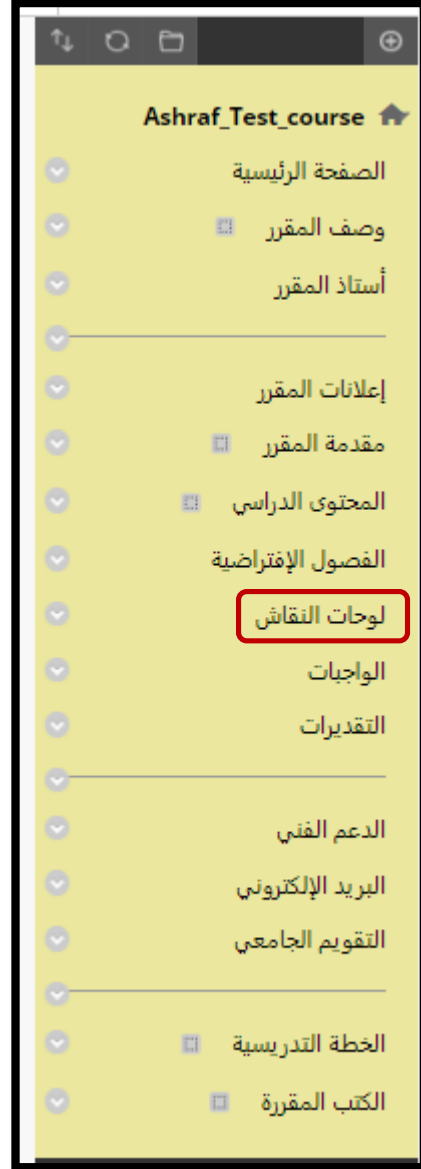 Ashraf_Test_course
الصفحة الرئيسية
وصف المقرر
أستاذ المقرر
إعلانات المقرر
مقدمة المقرر
المحتوى الدراسي
الفصول الإفتراضية
لوحات النقاش
الواجبات
التقديرات
الدعم الفني
البريد الإلكتروني
التقويم الجامعي
الخطة التدريسية
الكتب المقررة